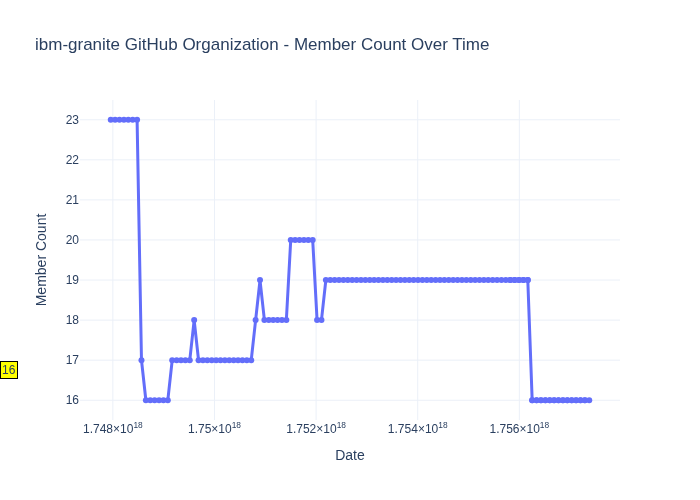 ibm-granite GitHub Organization - Member Count Over Time
23
22
21
20
19
18
17
16
Member Count
16
1.748×10¹⁸ 1.75×10¹⁸ 1.752×10¹⁸ 1.754×10¹⁸ 1.756×10¹⁸
Date